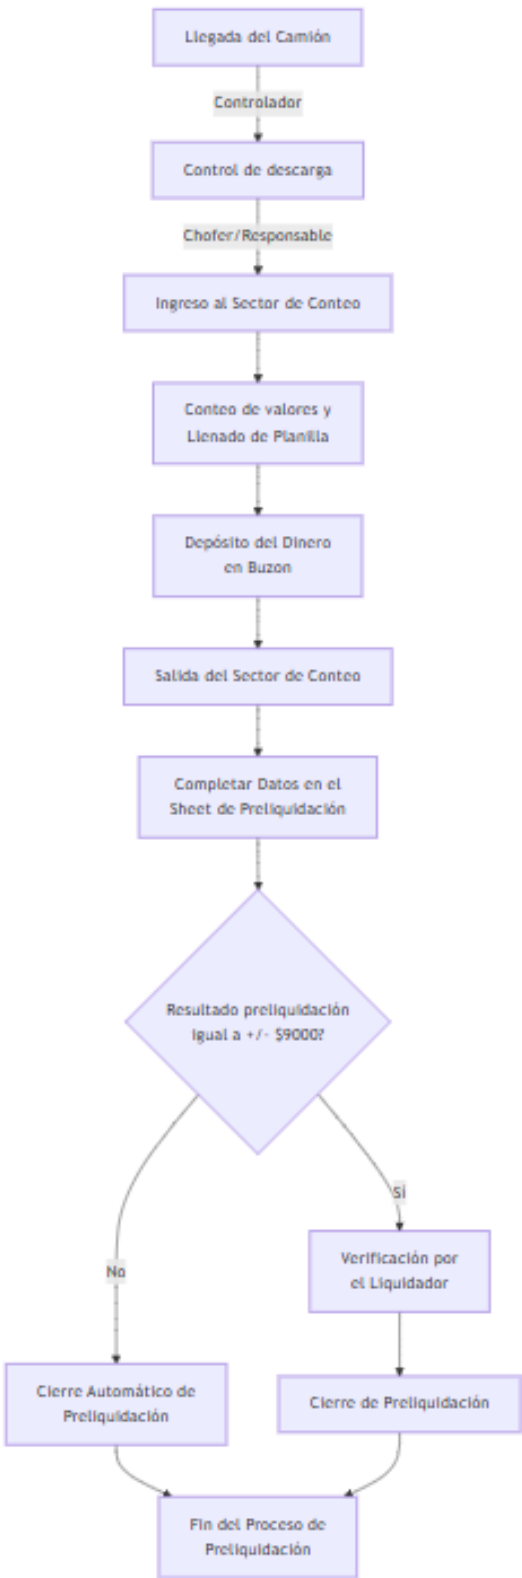 Llegada del Camión
Controlador
Control de descarga
Chofer/Responsable
Ingreso al Sector de Conteo
Conteo de valores y
Llenado de Planilla
Depósito del Dinero
en Buzon
Salida del Sector de Conteo
Completar Datos en el
Sheet de Preliquidación
Resultado preliquidación
igual a +/- $9000?
Sí
No
Verificación por
el Liquidador
Cierre Automático de
Preliquidación
Cierre de Preliquidación
Fin del Proceso de
Preliquidación